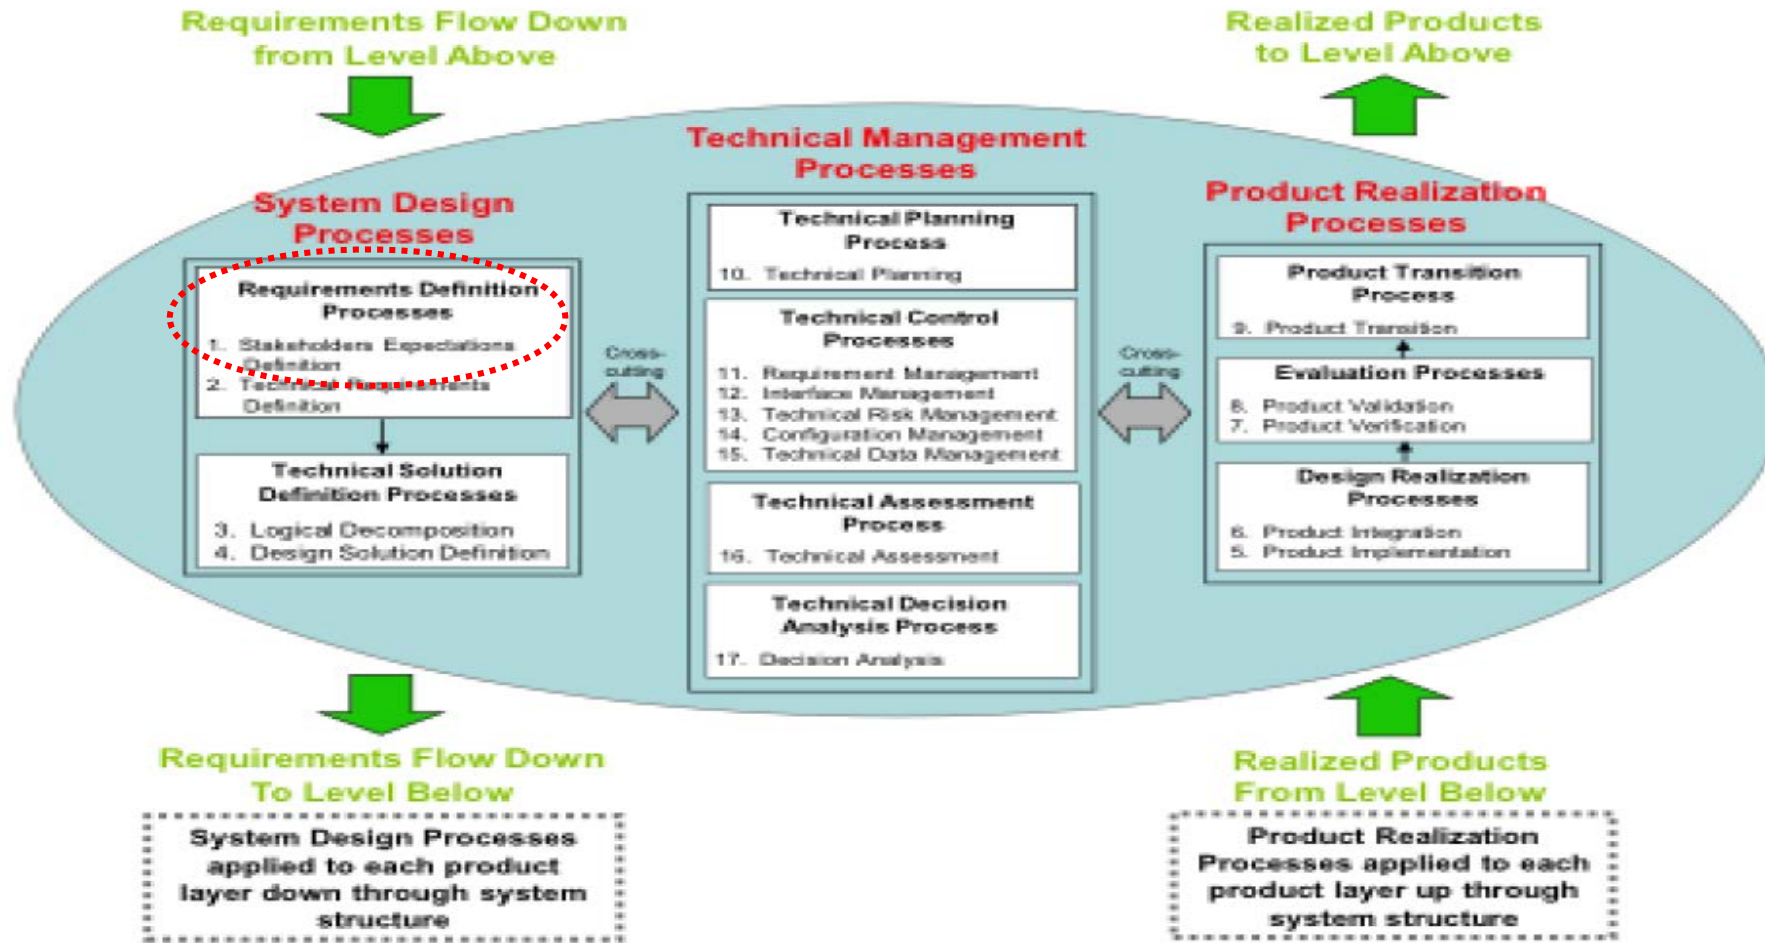 Requirements Flow Down
from Level Above
Realized Products
to Level Above
System Design
Processes
Requirements Definition
Processes
1. Stakeholders Expectations
Definition
2. Technical Requirements
Definition
Technical Solution
Definition Processes
3. Logical Decomposition
4. Design Solution Definition
Cross-
cutting
Technical Management
Processes
Technical Planning
Process
10. Technical Planning
Technical Control
Processes
11. Requirement Management
12. Interface Management
13. Technical Risk Management
14. Configuration Management
15. Technical Data Management
Technical Assessment
Process
16. Technical Assessment
Technical Decision
Analysis Process
17. Decision Analysis
Cross-
cutting
Product Realization
Processes
Product Transition
Process
9. Product Transition
Evaluation Processes
8. Product Validation
7. Product Verification
Design Realization
Processes
6. Product Integration
5. Product Implementation
Requirements Flow Down
To Level Below
System Design Processes
applied to each product
layer down through system
structure
Realized Products
From Level Below
Product Realization
Processes applied to each
product layer up through
system structure